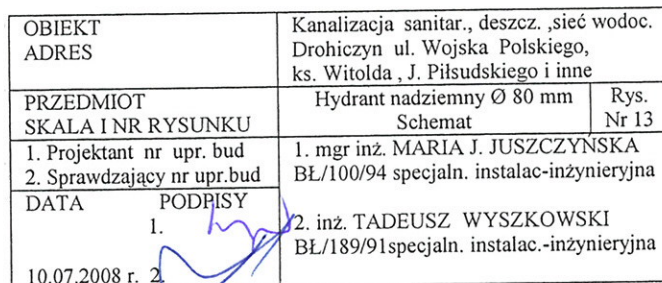 OBIEKT
ADRES
Kanalizacja sanitar., deszcz. ,sieć wodoc.
Drohiczyn ul. Wojska Polskiego,
ks. Witolda , J. Piłsudskiego i inne
PRZEDMIOT
SKALA I NR RYSUNKU
Hydrant nadziemny Ø 80 mm
Schemat
Rys.
Nr 13
1. Projektant nr upr. bud
2. Sprawdzający nr upr.bud
1. mgr inż. MARIA J. JUSZCZYŃSKA
BŁ/100/94 specjaln. instalac-inżynieryjna
DATA PODPISY
1.
10.07.2008 r. 2.
2. inż. TADEUSZ WYSZKOWSKI
BŁ/189/91specjaln. instalac.-inżynieryjna